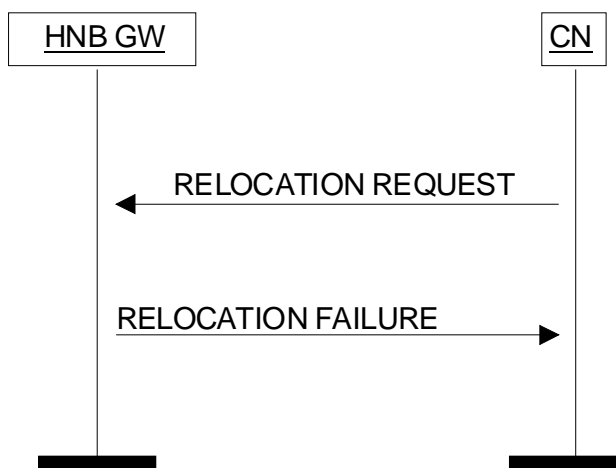 HNB GW
CN
RELOCATION REQUEST
RELOCATION FAILURE